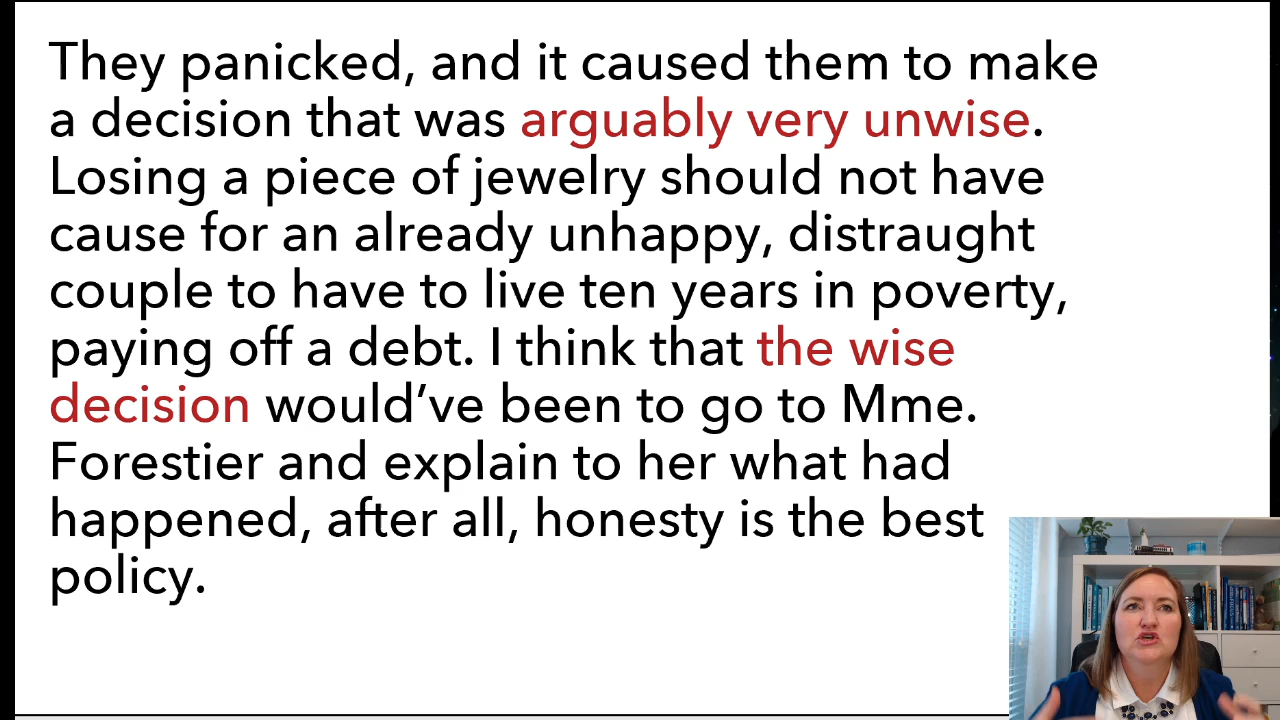 They panicked, and it caused them to make
a decision that was arguably very unwise.
Losing a piece of jewelry should not have
cause for an already unhappy, distraught
couple to have to live ten years in poverty,
paying off a debt. I think that the wise
decision would’ve been to go to Mme.
Forestier and explain to her what had
happened, after all, honesty is the best
policy.